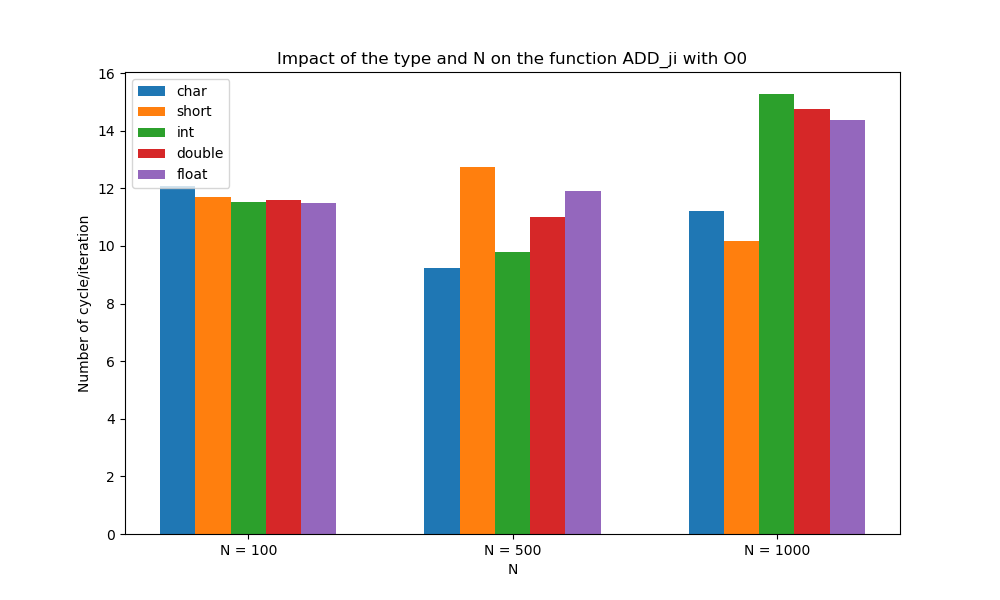 Impact of the type and N on the function ADD_ji with O0
16
14
12
10
8
6
4
2
0
Number of cycle/iteration
char
short
int
double
float
N = 100
N = 500
N = 1000
N